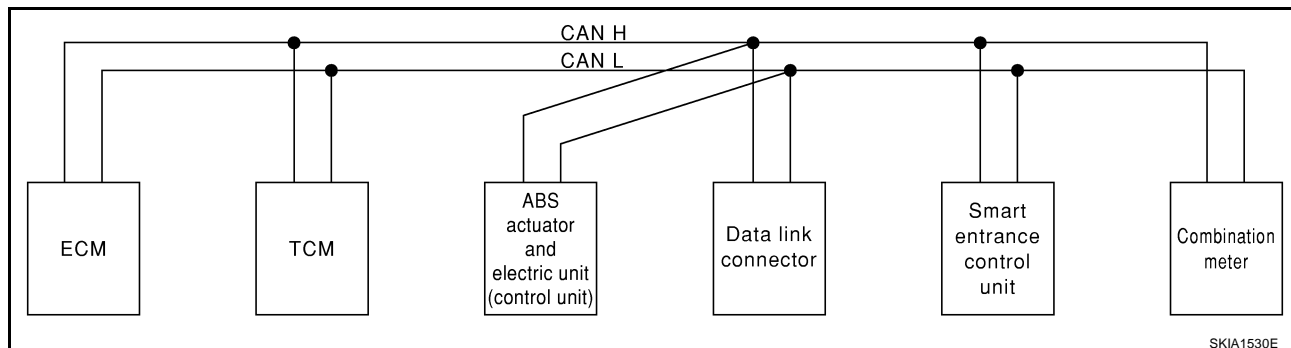 CAN H
CAN L
ECM
TCM
ABS
actuator
and
electric unit
(control unit)
Data link
connector
Smart
entrance
control
unit
Combination
meter
SKIA1530E